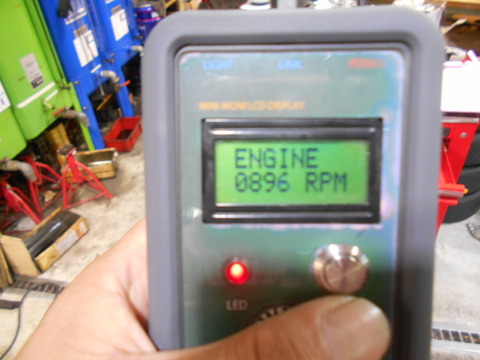 LIGHT LINK
MINI-MONI LCD DISPLAY
ENGINE
0896 RPM
LED